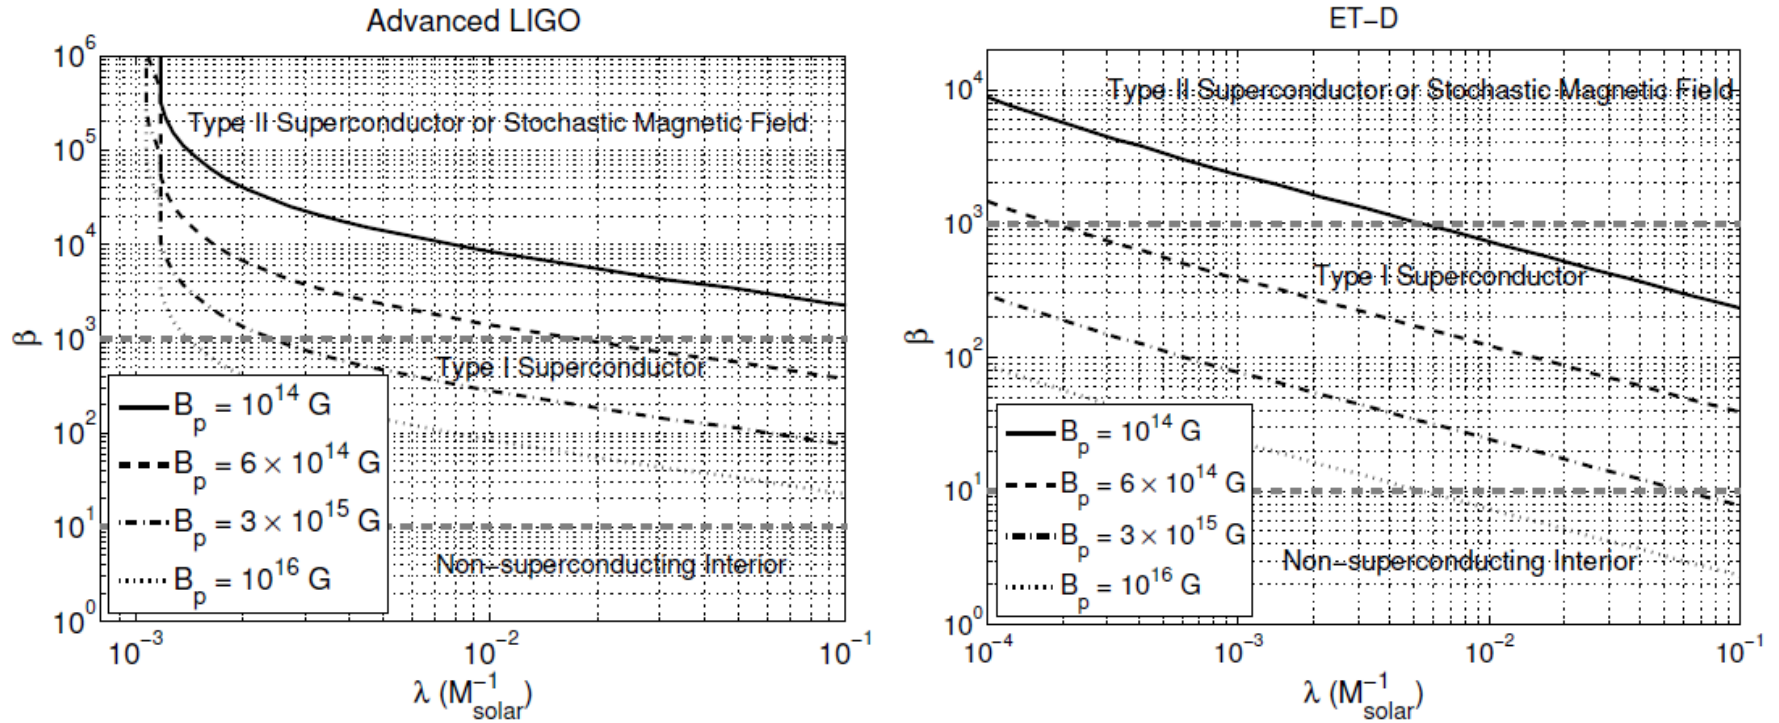 Advanced LIGO
10^6
10^5
10^4
10^3
10^2
10^1
10^0
β
Type II Superconductor or Stochastic Magnetic Field
Type I Superconductor
Non-superconducting Interior
B_p = 10^14 G
B_p = 6 × 10^14 G
B_p = 3 × 10^15 G
B_p = 10^16 G
10^-3
10^-2
10^-1
λ (M_solar^-1)
ET-D
10^4
10^3
10^2
10^1
10^0
β
Type II Superconductor or Stochastic Magnetic Field
Type I Superconductor
Non-superconducting Interior
B_p = 10^14 G
B_p = 6 × 10^14 G
B_p = 3 × 10^15 G
B_p = 10^16 G
10^-4
10^-3
10^-2
10^-1
λ (M_solar^-1)